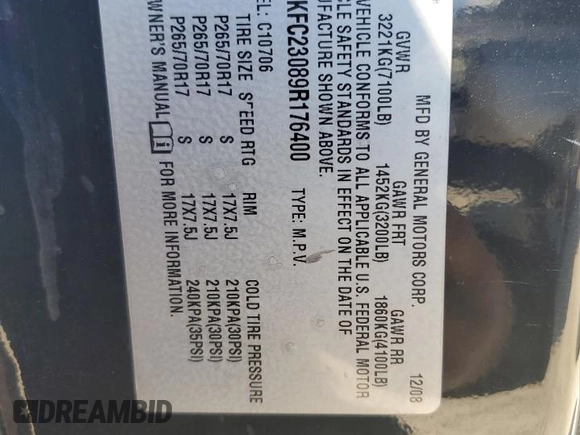 MFD BY GENERAL MOTORS CORP. 12/08
GVWR GAWR FRT GAWR RR
3221KG(7100LB) 1452KG(3200LB) 1860KG(4100LB)
VEHICLE CONFORMS TO ALL APPLICABLE U.S. FEDERAL MOTOR
CLE SAFETY STANDARDS IN EFFECT ON THE DATE OF
UFACTURE SHOWN ABOVE.
KFC23089R176400 TYPE: M.P.V.
EL: C10706
TIRE SIZE SPEED RTG RIM COLD TIRE PRESSURE
P265/70R17 S 17X7.5J 210KPA(30PSI)
P265/70R17 S 17X7.5J 210KPA(30PSI)
P265/70R17 S 17X7.5J 240KPA(35PSI)
OWNER'S MANUAL i FOR MORE INFORMATION.
DREAMBID